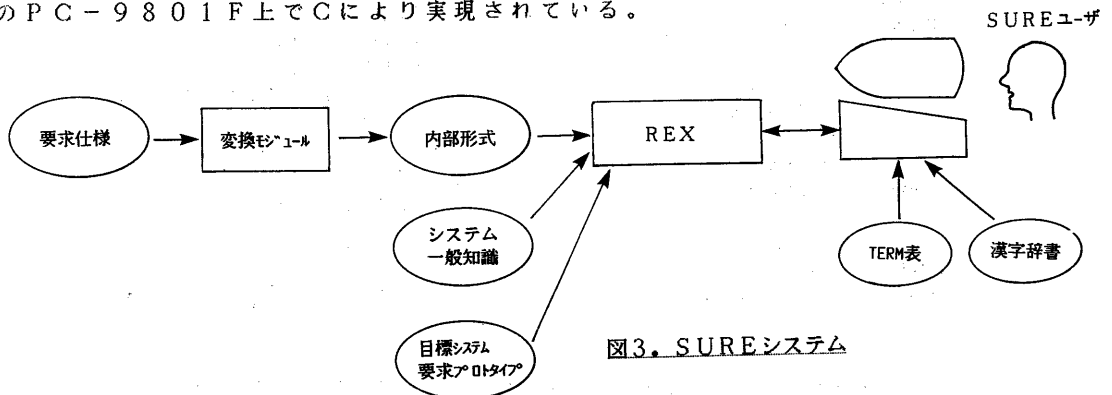 のPC-9801F上でCにより実現されている。
SUREユーザ
要求仕様
変換モジュール
内部形式
REX
システム
一般知識
TERM表
漢字辞書
目標システム
要求プロトタイプ
図3. SUREシステム